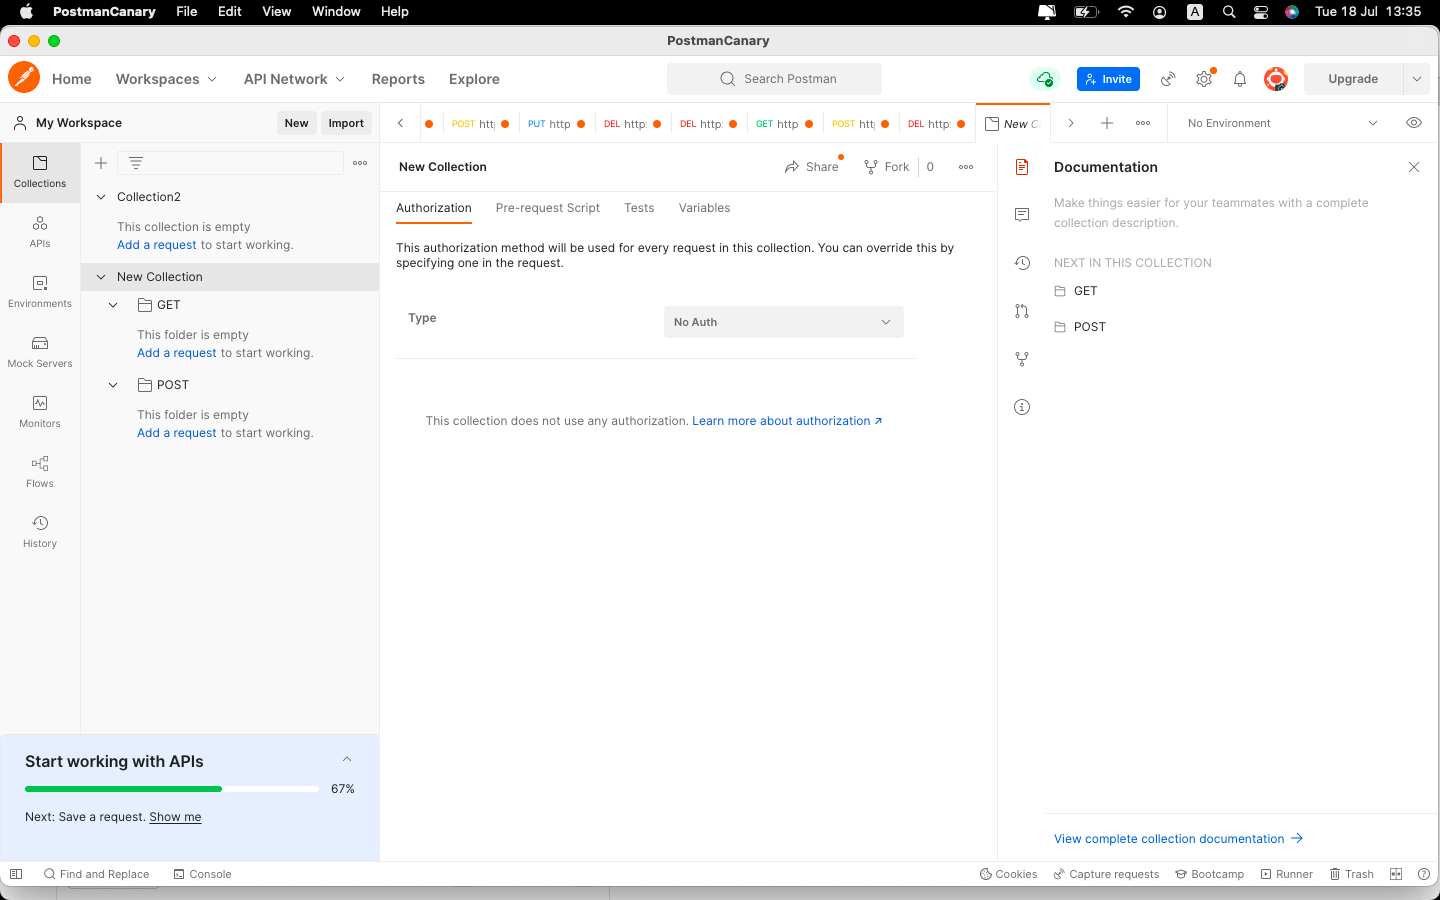 PostmanCanary File Edit View Window Help
A Tue 18 Jul 13:35
PostmanCanary
Home Workspaces API Network Reports Explore
Search Postman
Invite
Upgrade
My Workspace
New Import
POST
PUT http
DEL http:
DEL http:
GET http
POST
DEL http:
New
No Environment
Collections
APIs
Environments
Mock Servers
Monitors
Flows
History
Collection2
This collection is empty
Add a request to start working.
New Collection
GET
This folder is empty
Add a request to start working.
POST
This folder is empty
Add a request to start working.
New Collection
Share
Fork 0
Authorization Pre-request Script Tests Variables
This authorization method will be used for every request in this collection. You can override this by
specifying one in the request.
Type
No Auth
This collection does not use any authorization. Learn more about authorization ↗
Documentation
Make things easier for your teammates with a complete
collection description.
NEXT IN THIS COLLECTION
GET
POST
View complete collection documentation →
Start working with APIs
67%
Next: Save a request. Show me
Find and Replace Console
Cookies Capture requests Bootcamp Runner Trash